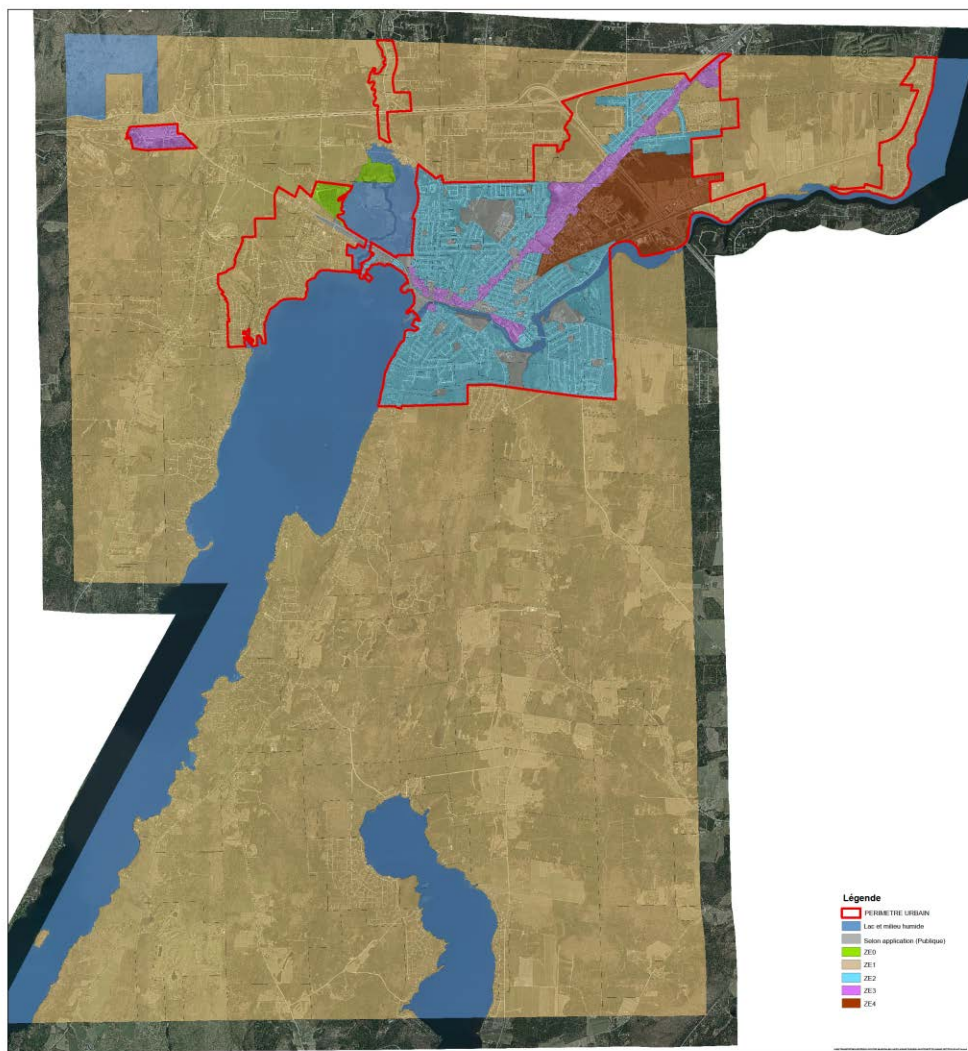 Légende
PERIMETRE URBAIN
Lac et milieu humide
Selon application (Publique)
ZE0
ZE1
ZE2
ZE3
ZE4